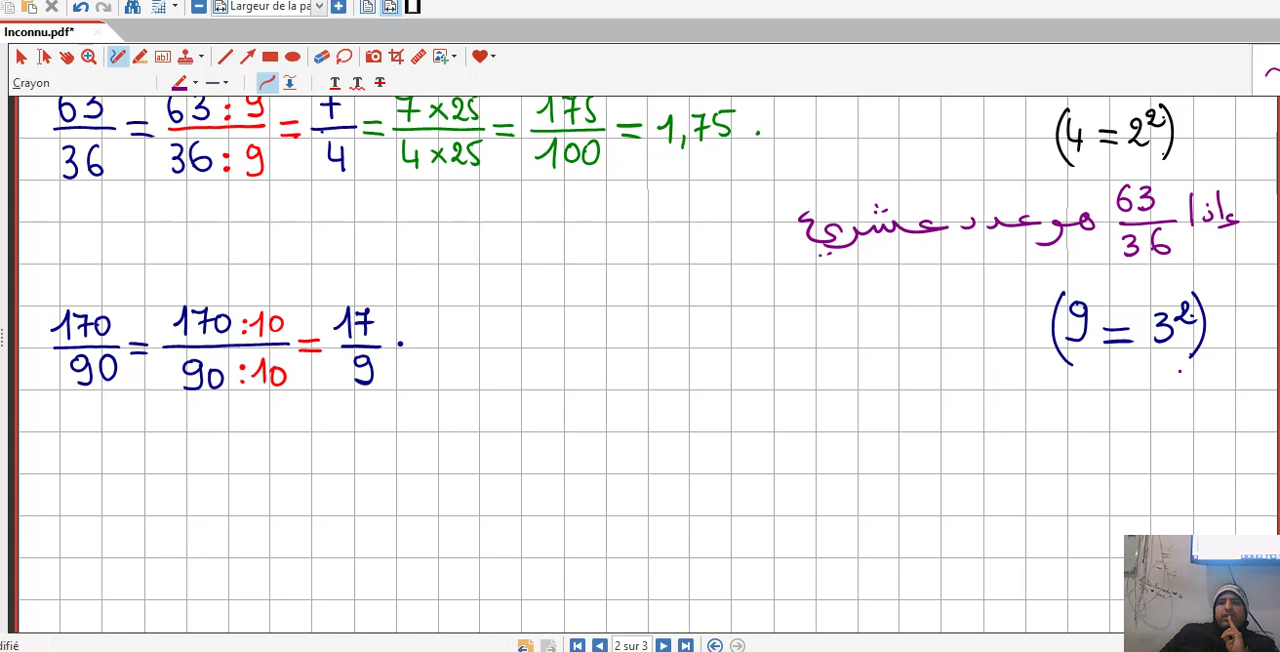 Largeur de la pa
Inconnu.pdf*
Crayon
63/36 = 63 : 9/36 : 9 = 7/4 = 7 × 25/4 × 25 = 175/100 = 1,75 .
(4 = 2²)
إذا 63/36 هو عدد عشري
170/90 = 170 :10/90 :10 = 17/9 .
(9 = 3²)
difié
2 sur 3